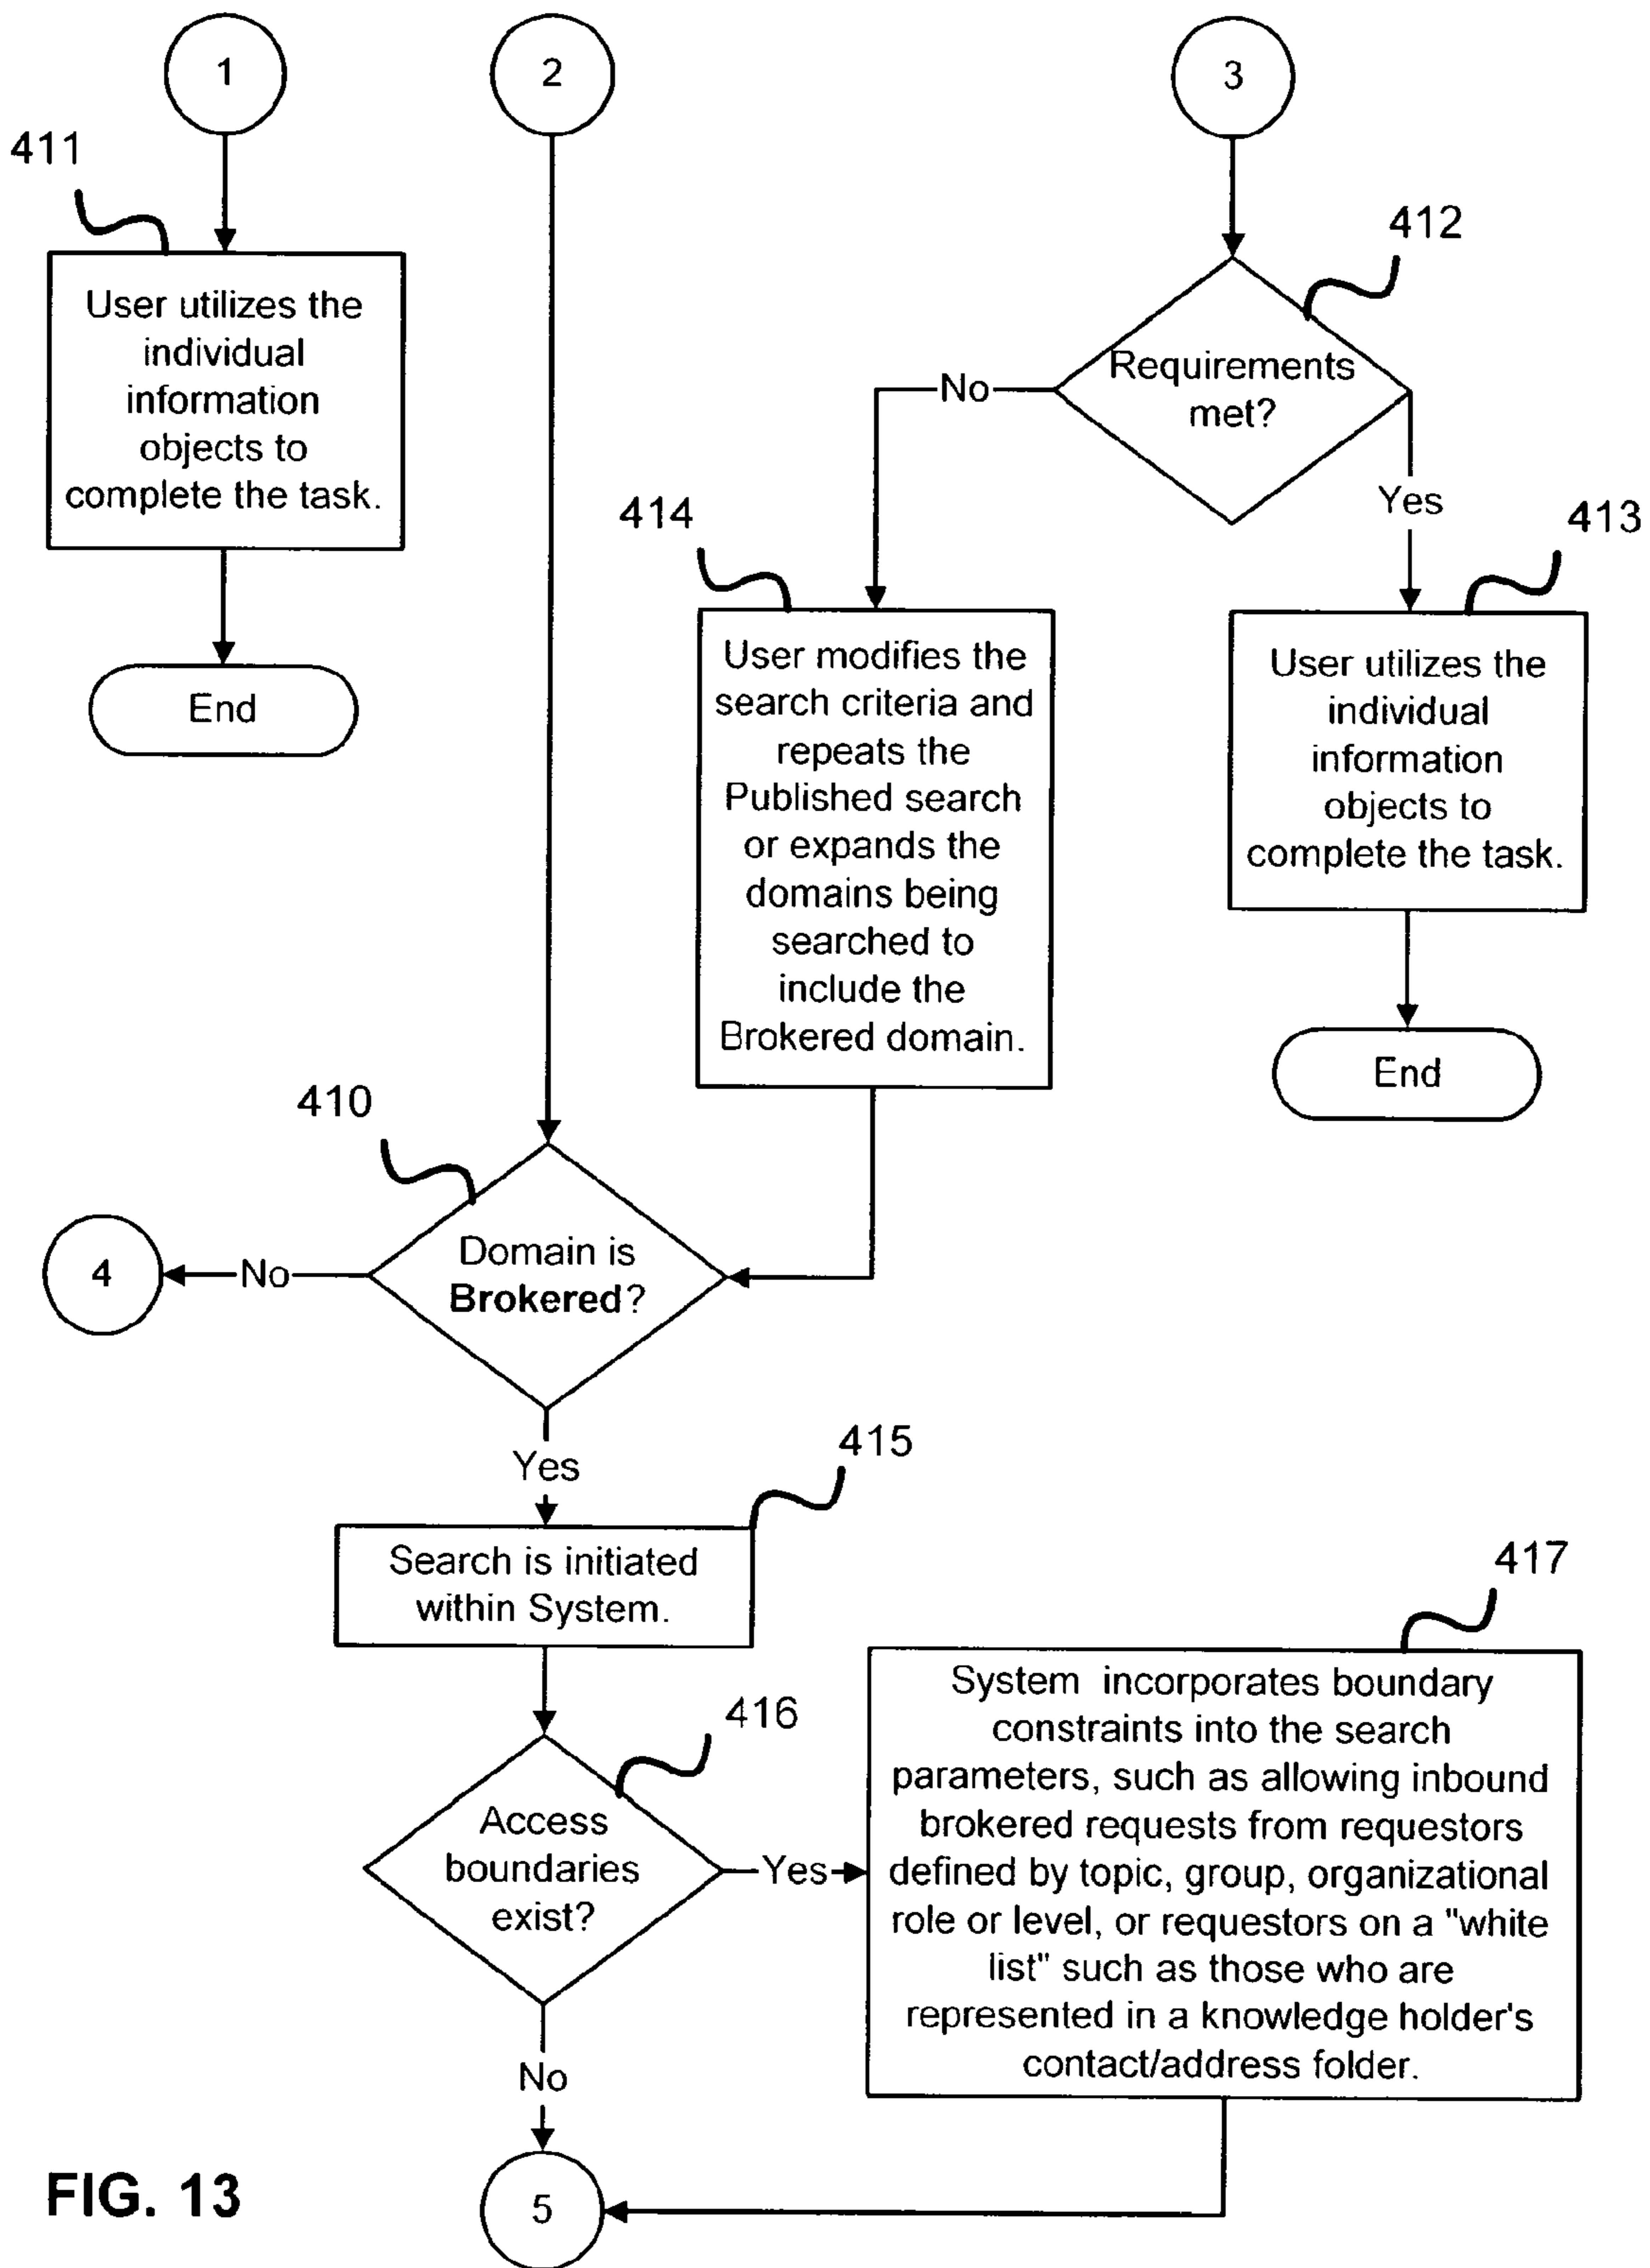 1
2
3
411
412
User utilizes the
individual
information
objects to
complete the task.
Requirements
met?
No
Yes
414
413
End
User modifies the
search criteria and
repeats the
Published search
or expands the
domains being
searched to
include the
Brokered domain.
User utilizes the
individual
information
objects to
complete the task.
End
410
Domain is
Brokered?
No
4
Yes
415
Search is initiated
within System.
417
416
Access
boundaries
exist?
Yes
System incorporates boundary
constraints into the search
parameters, such as allowing inbound
brokered requests from requestors
defined by topic, group, organizational
role or level, or requestors on a "white
list" such as those who are
represented in a knowledge holder's
contact/address folder.
No
5
FIG. 13